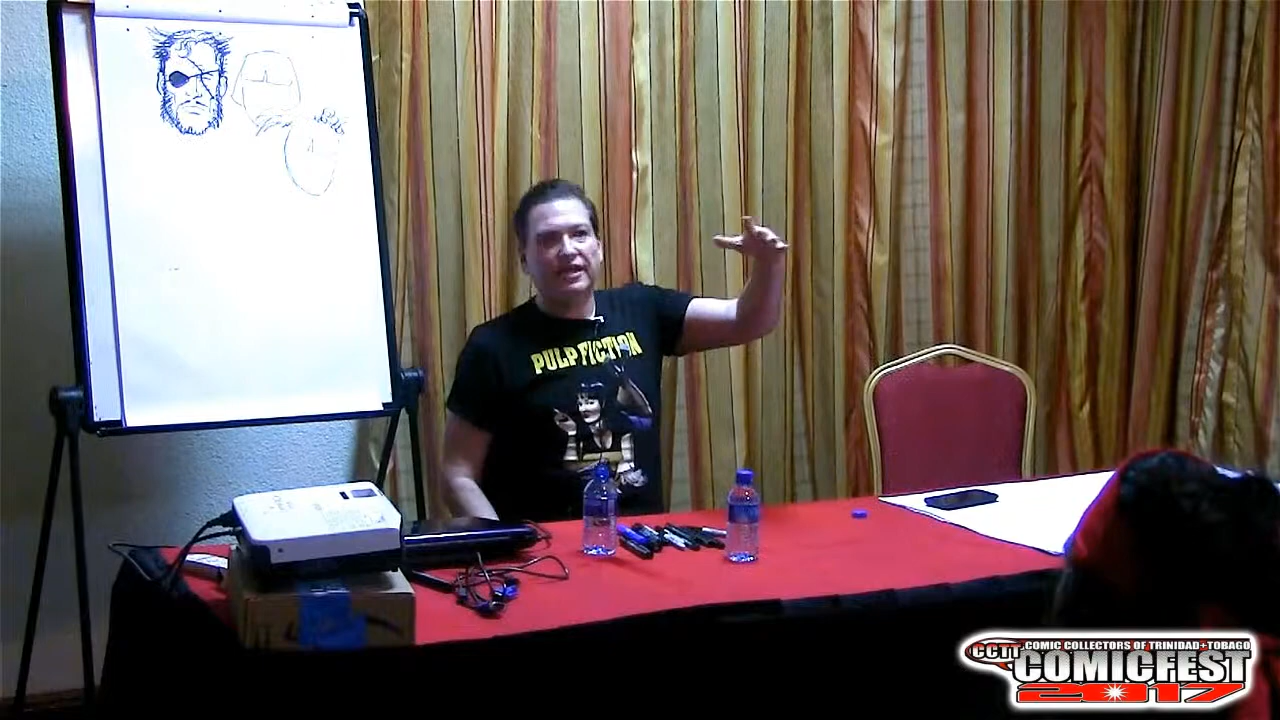 PULP FICTION
CCTT
COMIC COLLECTORS OF TRINIDAD+TOBAGO
COMICFEST
2017